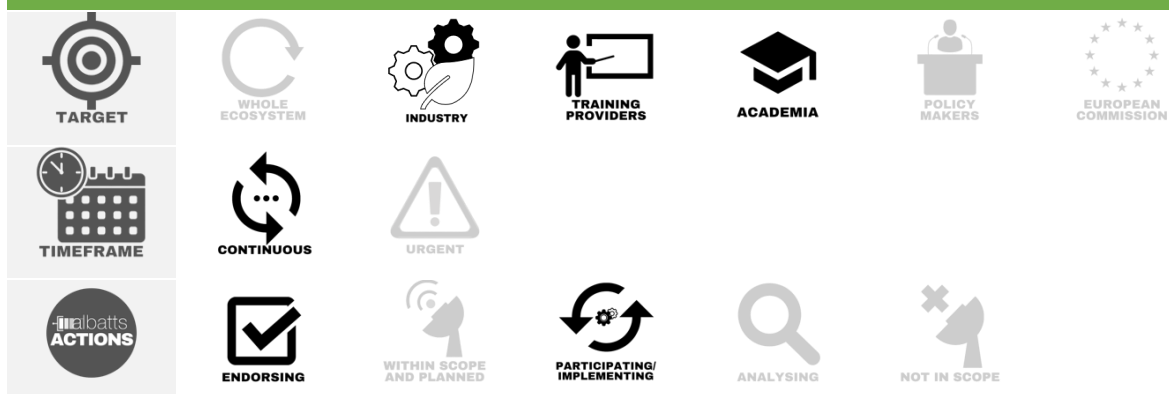 TARGET
WHOLE
ECOSYSTEM
INDUSTRY
TRAINING
PROVIDERS
ACADEMIA
POLICY
MAKERS
EUROPEAN
COMMISSION
TIMEFRAME
CONTINUOUS
URGENT
albatts
ACTIONS
ENDORSING
WITHIN SCOPE
AND PLANNED
PARTICIPATING/
IMPLEMENTING
ANALYSING
NOT IN SCOPE